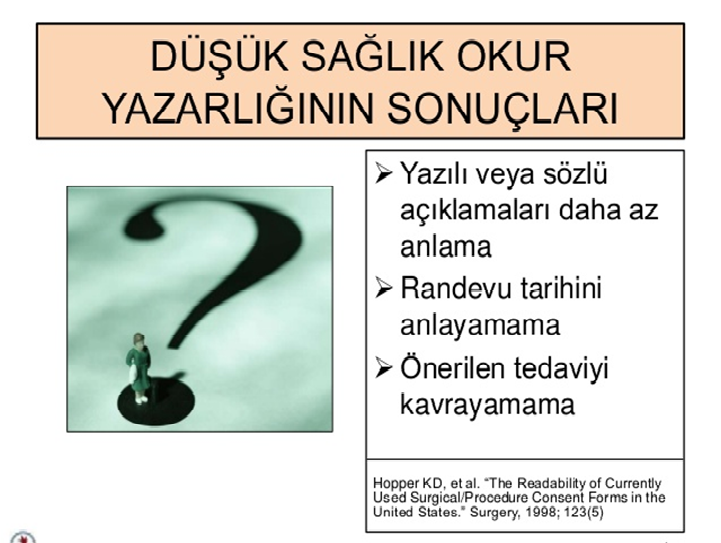 DÜŞÜK SAĞLIK OKUR
YAZARLIĞININ SONUÇLARI
➢ Yazılı veya sözlü
açıklamaları daha az
anlama
➢ Randevu tarihini
anlayamama
➢ Önerilen tedaviyi
kavrayamama
Hopper KD, et al. “The Readability of Currently
Used Surgical/Procedure Consent Forms in the
United States.” Surgery, 1998; 123(5)